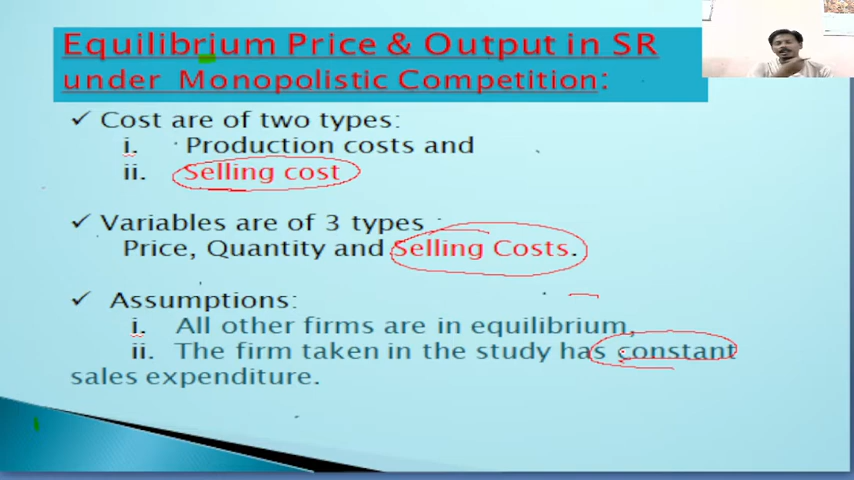 Equilibrium Price & Output in SR
under Monopolistic Competition:
✓ Cost are of two types:
i. Production costs and
ii. Selling cost
✓ Variables are of 3 types :
Price, Quantity and Selling Costs.
✓ Assumptions:
i. All other firms are in equilibrium,
ii. The firm taken in the study has constant
sales expenditure.